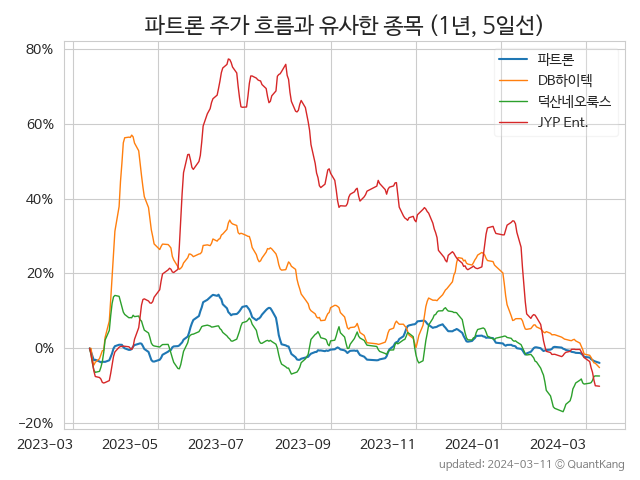 파트론 주가 흐름과 유사한 종목 (1년, 5일선)
파트론
DB하이텍
덕산네오룩스
JYP Ent.
80%
60%
40%
20%
0%
−20%
2023-03 2023-05 2023-07 2023-09 2023-11 2024-01 2024-03
updated: 2024-03-11 © QuantKang